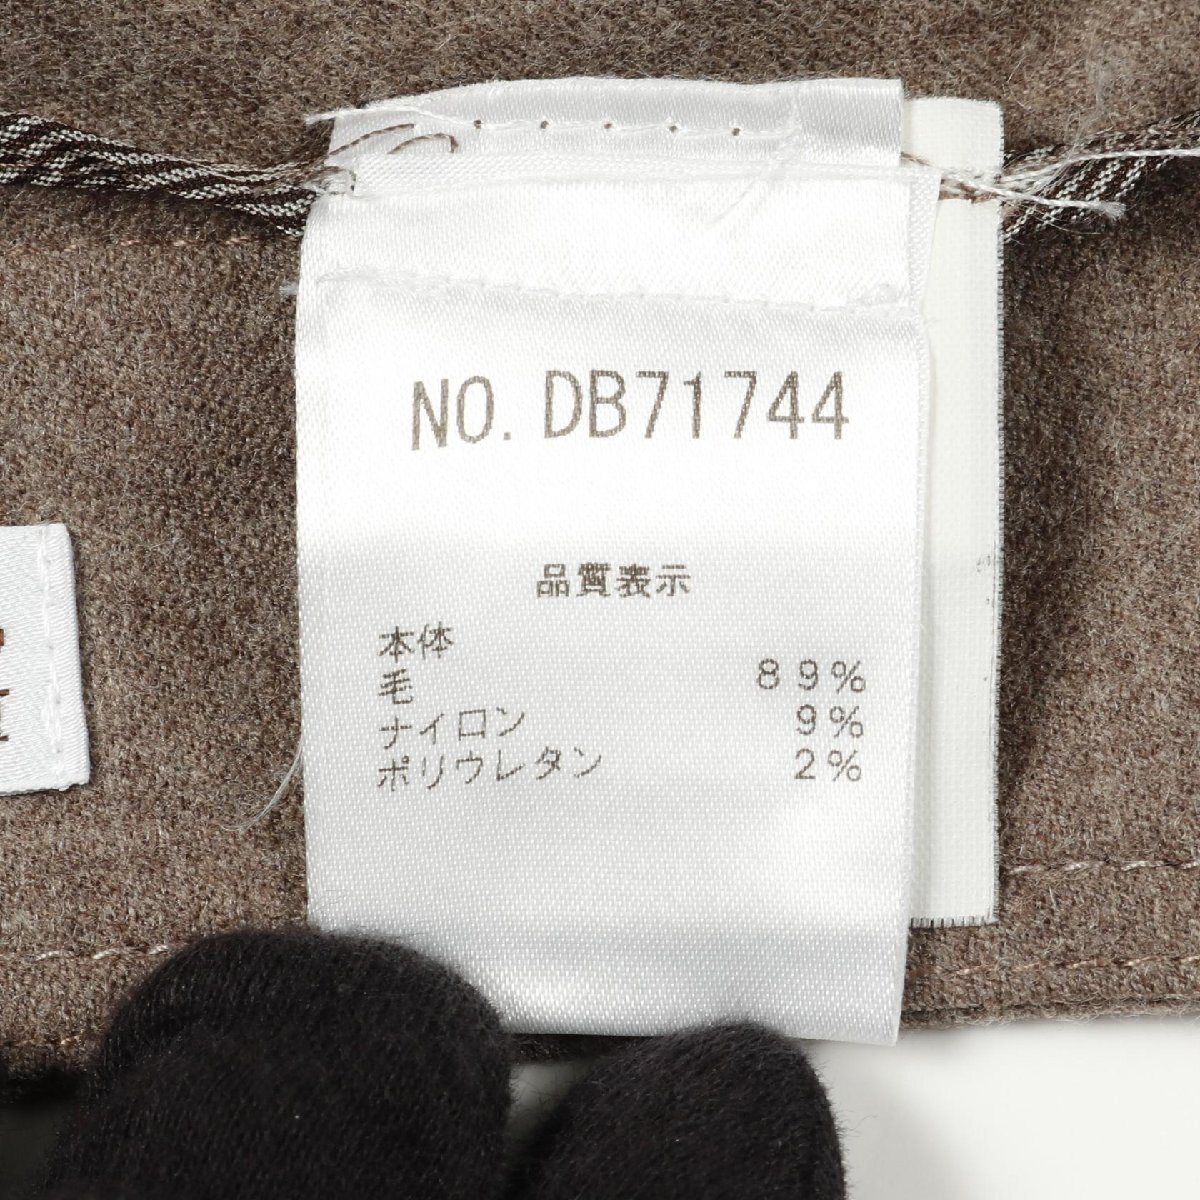 NO. DB71744
品質表示
本体
毛 89%
ナイロン 9%
ポリウレタン 2%